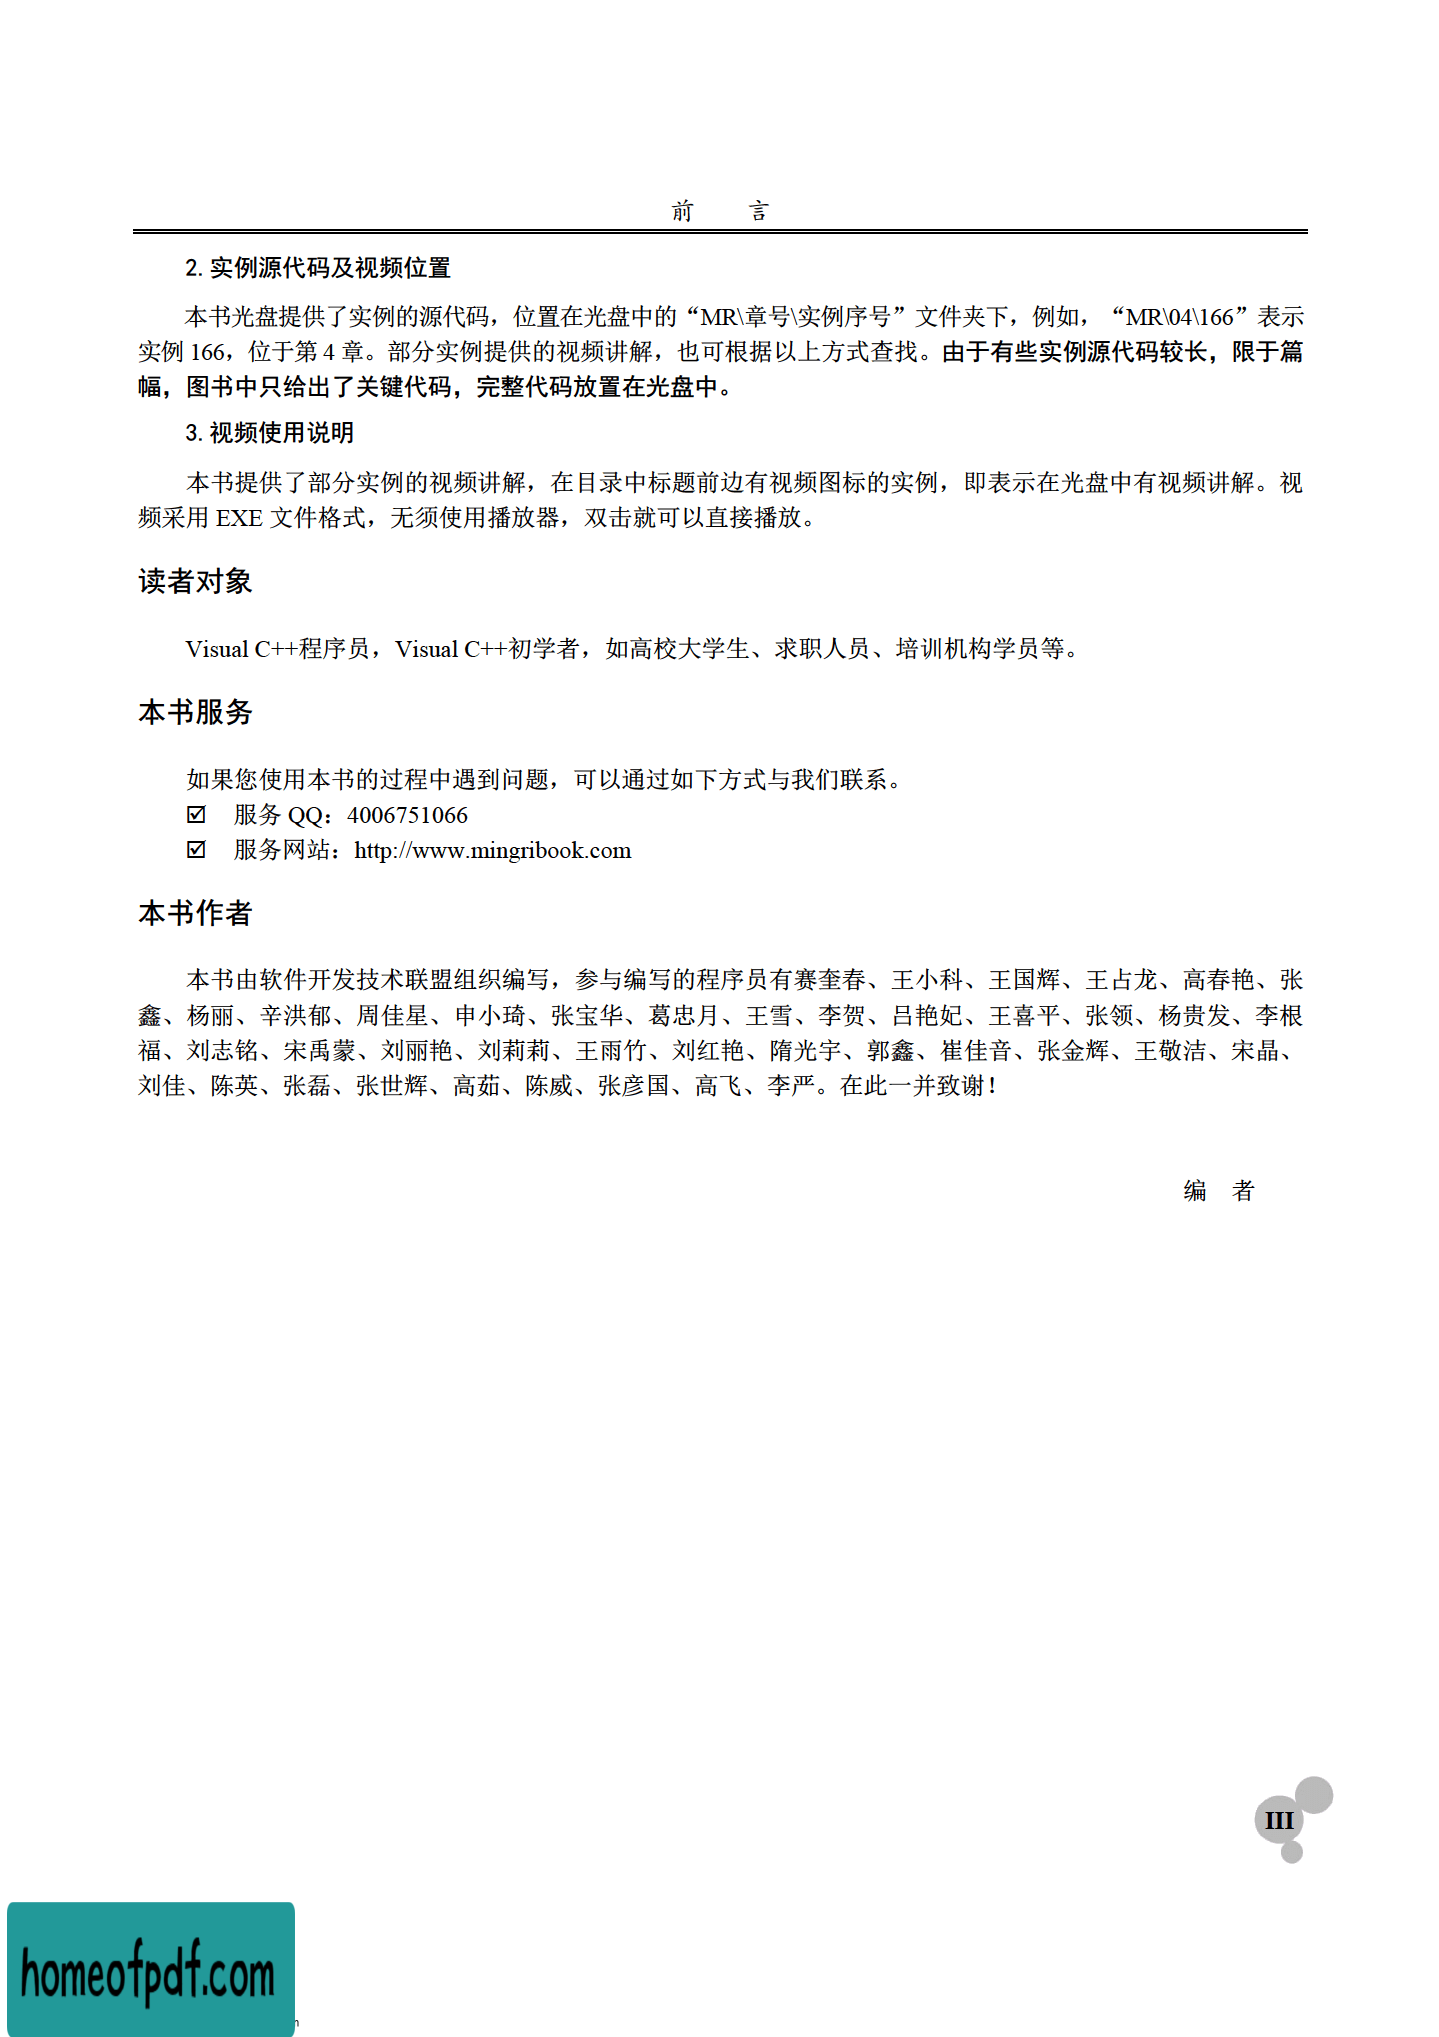 前 言
2.实例源代码及视频位置
本书光盘提供了实例的源代码，位置在光盘中的“MR\章号\实例序号”文件夹下，例如，“MR\04\166”表示
实例 166，位于第 4 章。部分实例提供的视频讲解，也可根据以上方式查找。由于有些实例源代码较长，限于篇
幅，图书中只给出了关键代码，完整代码放置在光盘中。
3.视频使用说明
本书提供了部分实例的视频讲解，在目录中标题前边有视频图标的实例，即表示在光盘中有视频讲解。视
频采用 EXE 文件格式，无须使用播放器，双击就可以直接播放。
读者对象
Visual C++程序员，Visual C++初学者，如高校大学生、求职人员、培训机构学员等。
本书服务
如果您使用本书的过程中遇到问题，可以通过如下方式与我们联系。
☑ 服务 QQ：4006751066
☑ 服务网站：http://www.mingribook.com
本书作者
本书由软件开发技术联盟组织编写，参与编写的程序员有赛奎春、王小科、王国辉、王占龙、高春艳、张
鑫、杨丽、辛洪郁、周佳星、申小琦、张宝华、葛忠月、王雪、李贺、吕艳妃、王喜平、张领、杨贵发、李根
福、刘志铭、宋禹蒙、刘丽艳、刘莉莉、王雨竹、刘红艳、隋光宇、郭鑫、崔佳音、张金辉、王敬洁、宋晶、
刘佳、陈英、张磊、张世辉、高茹、陈威、张彦国、高飞、李严。在此一并致谢！
编 者
III
homeofpdf.com